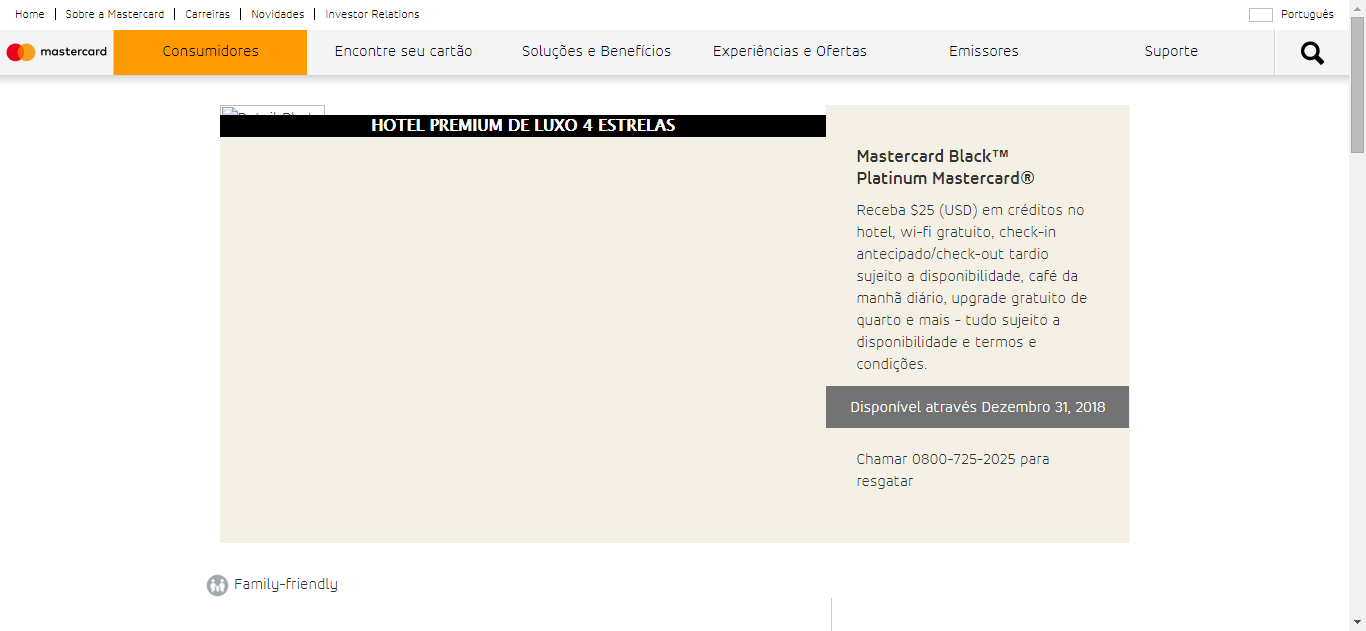 Home | Sobre a Mastercard | Carreiras | Novidades | Investor Relations
Português
mastercard
Consumidores
Encontre seu cartão
Soluções e Benefícios
Experiências e Ofertas
Emissores
Suporte
HOTEL PREMIUM DE LUXO 4 ESTRELAS
Mastercard Black™
Platinum Mastercard®
Receba $25 (USD) em créditos no
hotel, wi-fi gratuito, check-in
antecipado/check-out tardio
sujeito a disponibilidade, café da
manhã diário, upgrade gratuito de
quarto e mais - tudo sujeito a
disponibilidade e termos e
condições.
Disponível através Dezembro 31, 2018
Chamar 0800-725-2025 para
resgatar
Family-friendly